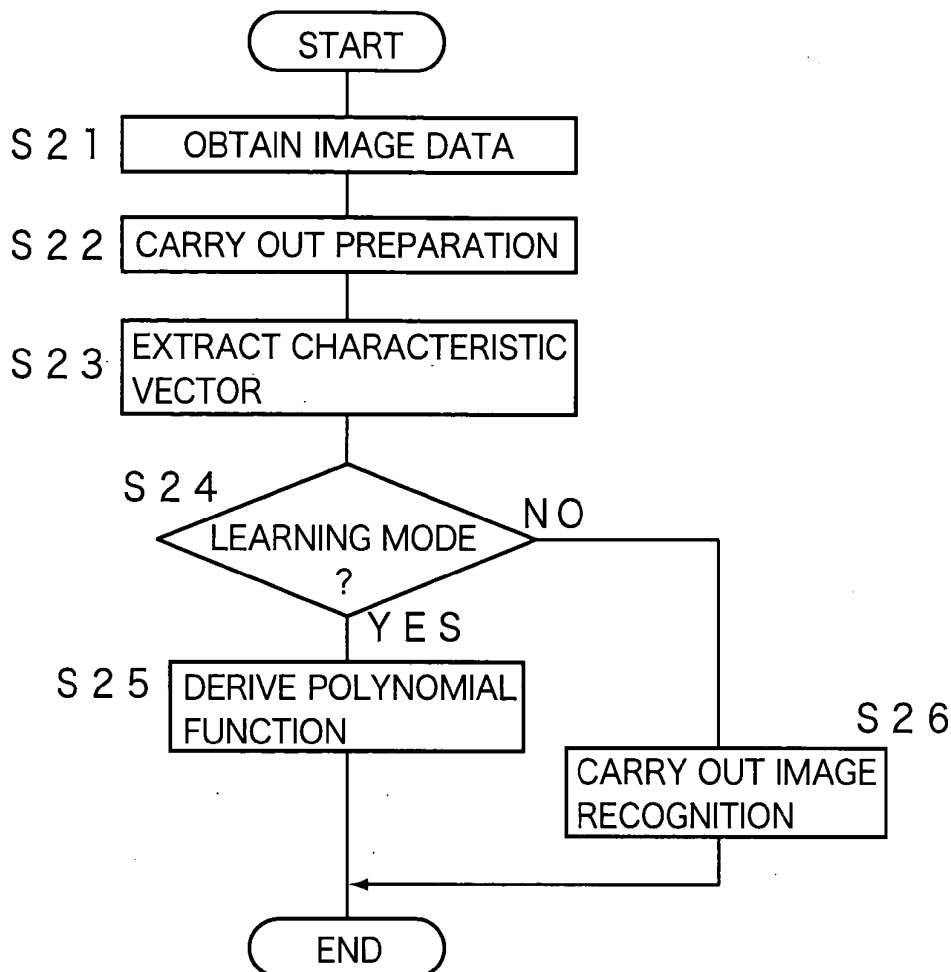 START
S21
OBTAIN IMAGE DATA
S22
CARRY OUT PREPARATION
S23
EXTRACT CHARACTERISTIC
VECTOR
S24
NO
LEARNING MODE
?
YES
S25
DERIVE POLYNOMIAL
FUNCTION
S26
CARRY OUT IMAGE
RECOGNITION
END